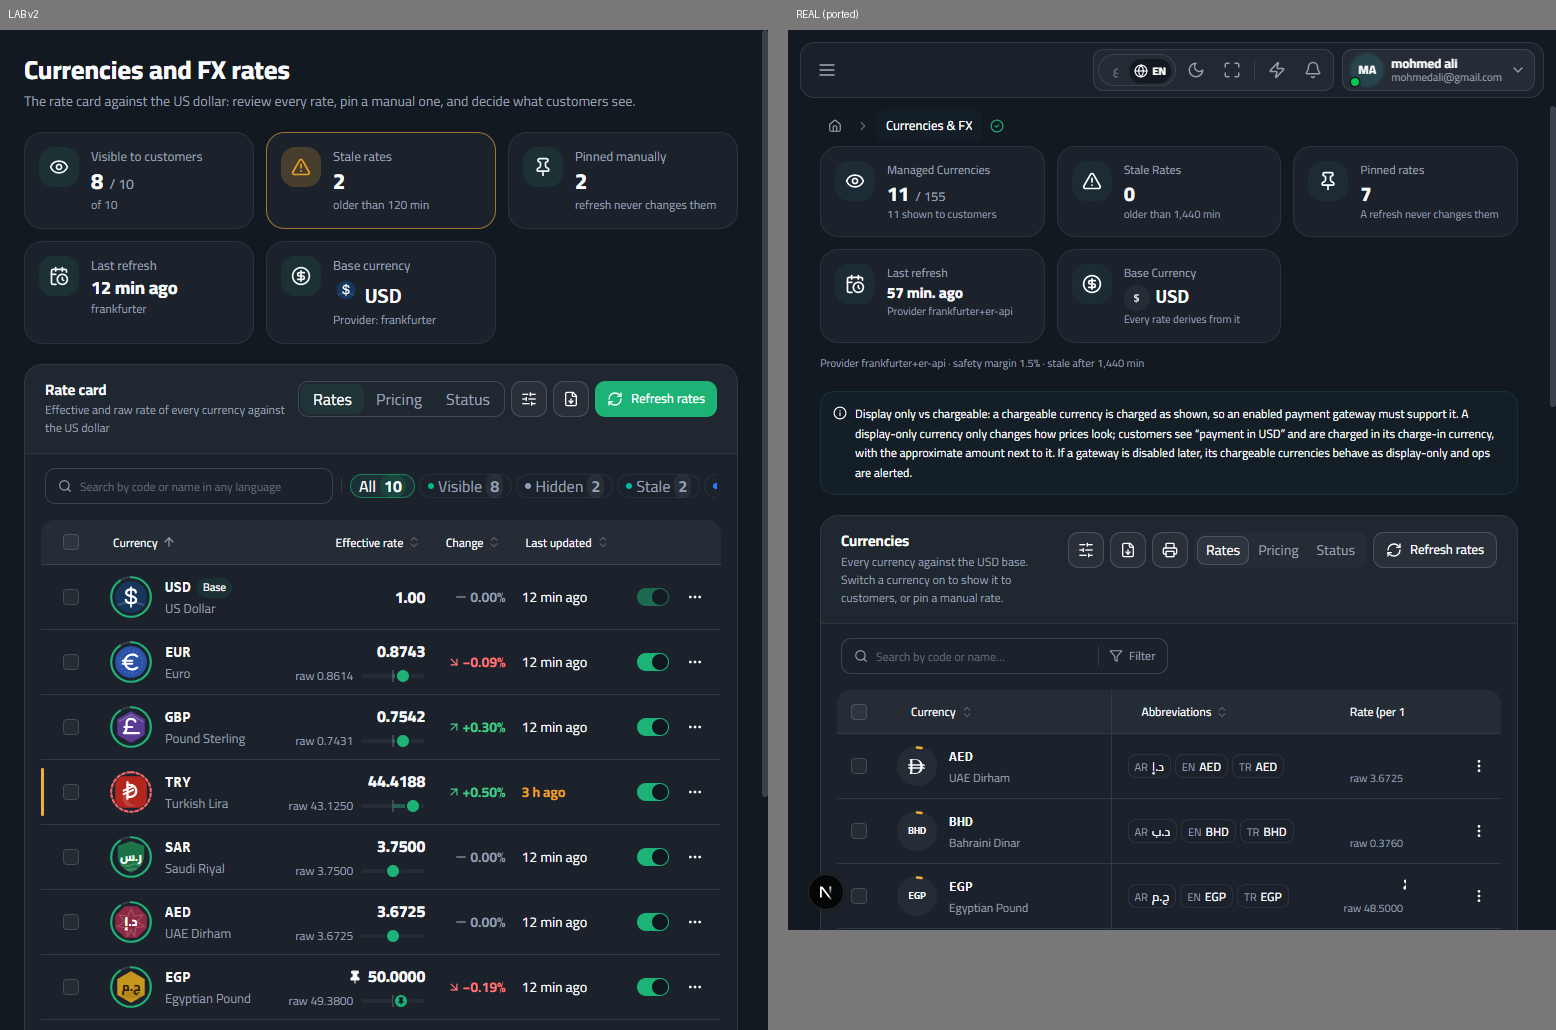 LAB v2
Currencies and FX rates
The rate card against the US dollar: review every rate, pin a manual one, and decide what customers see.
Visible to customers
8 / 10
of 10
Stale rates
2
older than 120 min
Pinned manually
2
refresh never changes them
Last refresh
12 min ago
frankfurter
Base currency
$ USD
Provider: frankfurter
Rate card
Effective and raw rate of every currency against
the US dollar
Rates Pricing Status
Refresh rates
Search by code or name in any language
All 10 Visible 8 Hidden 2 Stale 2
Currency Effective rate Change Last updated
$ USD Base 1.00 0.00% 12 min ago
US Dollar
€ EUR 0.8743 −0.09% 12 min ago
Euro raw 0.8614
£ GBP 0.7542 +0.30% 12 min ago
Pound Sterling raw 0.7431
₺ TRY 44.4188 +0.50% 3 h ago
Turkish Lira raw 43.1250
ر.س SAR 3.7500 0.00% 12 min ago
Saudi Riyal raw 3.7500
د.إ AED 3.6725 0.00% 12 min ago
UAE Dirham raw 3.6725
ج.م EGP 50.0000 −0.19% 12 min ago
Egyptian Pound raw 49.3800
REAL (ported)
ع EN
MA mohmed ali
mohmedali@gmail.com
Currencies & FX
Managed Currencies
11 / 155
11 shown to customers
Stale Rates
0
older than 1,440 min
Pinned rates
7
A refresh never changes them
Last refresh
57 min. ago
Provider frankfurter+er-api
Base Currency
$ USD
Every rate derives from it
Provider frankfurter+er-api · safety margin 1.5% · stale after 1,440 min
Display only vs chargeable: a chargeable currency is charged as shown, so an enabled payment gateway must support it. A
display-only currency only changes how prices look; customers see “payment in USD” and are charged in its charge-in currency,
with the approximate amount next to it. If a gateway is disabled later, its chargeable currencies behave as display-only and ops
are alerted.
Currencies
Every currency against the USD base.
Switch a currency on to show it to
customers, or pin a manual rate.
Rates Pricing Status
Refresh rates
Search by code or name...
Filter
Currency Abbreviations Rate (per 1
AED AR د.إ EN AED TR AED
UAE Dirham raw 3.6725
BHD BHD AR د.ب EN BHD TR BHD
Bahraini Dinar raw 0.3760
EGP EGP AR ج.م EN EGP TR EGP
Egyptian Pound raw 48.5000
N